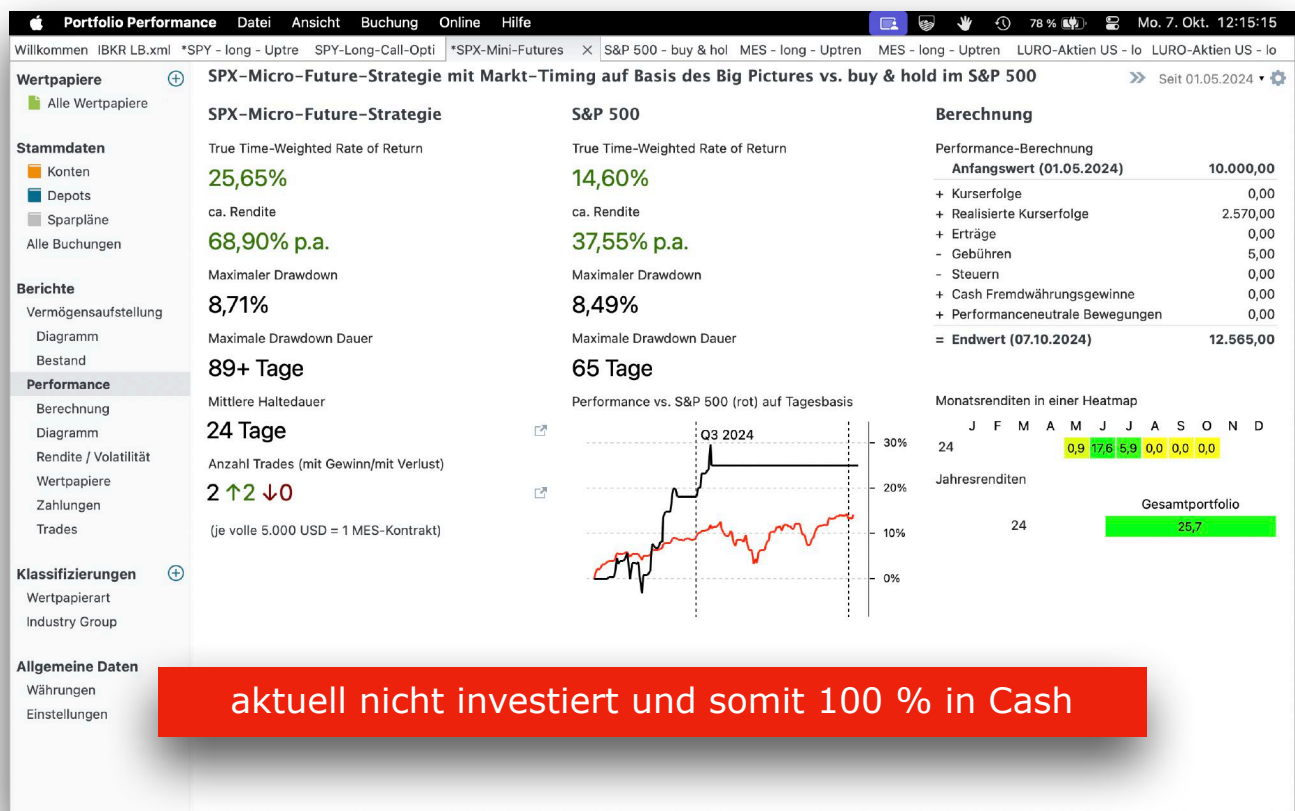 Portfolio Performance Datei Ansicht Buchung Online Hilfe 78 % Mo. 7. Okt. 12:15:15
Willkommen IBKR LB.xml *SPY - long - Uptre SPY-Long-Call-Opti *SPX-Mini-Futures S&P 500 - buy & hol MES - long - Uptren MES - long - Uptren LURO-Aktien US - lo LURO-Aktien US - lo
Wertpapiere
Alle Wertpapiere
Stammdaten
Konten
Depots
Sparpläne
Alle Buchungen
Berichte
Vermögensaufstellung
Diagramm
Bestand
Performance
Berechnung
Diagramm
Rendite / Volatilität
Wertpapiere
Zahlungen
Trades
Klassifizierungen
Wertpapierart
Industry Group
Allgemeine Daten
Währungen
Einstellungen
SPX-Micro-Future-Strategie mit Markt-Timing auf Basis des Big Pictures vs. buy & hold im S&P 500
Seit 01.05.2024
SPX-Micro-Future-Strategie
True Time-Weighted Rate of Return
25,65%
ca. Rendite
68,90% p.a.
Maximaler Drawdown
8,71%
Maximale Drawdown Dauer
89+ Tage
Mittlere Haltedauer
24 Tage
Anzahl Trades (mit Gewinn/mit Verlust)
2 ↑2 ↓0
(je volle 5.000 USD = 1 MES-Kontrakt)
S&P 500
True Time-Weighted Rate of Return
14,60%
ca. Rendite
37,55% p.a.
Maximaler Drawdown
8,49%
Maximale Drawdown Dauer
65 Tage
Performance vs. S&P 500 (rot) auf Tagesbasis
Q3 2024
30%
20%
10%
0%
Berechnung
Performance-Berechnung
Anfangswert (01.05.2024) 10.000,00
+ Kurserfolge 0,00
+ Realisierte Kurserfolge 2.570,00
+ Erträge 0,00
- Gebühren 5,00
- Steuern 0,00
+ Cash Fremdwährungsgewinne 0,00
+ Performanceneutrale Bewegungen 0,00
= Endwert (07.10.2024) 12.565,00
Monatsrenditen in einer Heatmap
J F M A M J J A S O N D
24 0,9 17,6 5,9 0,0 0,0 0,0
Jahresrenditen
Gesamtportfolio
24 25,7
aktuell nicht investiert und somit 100 % in Cash